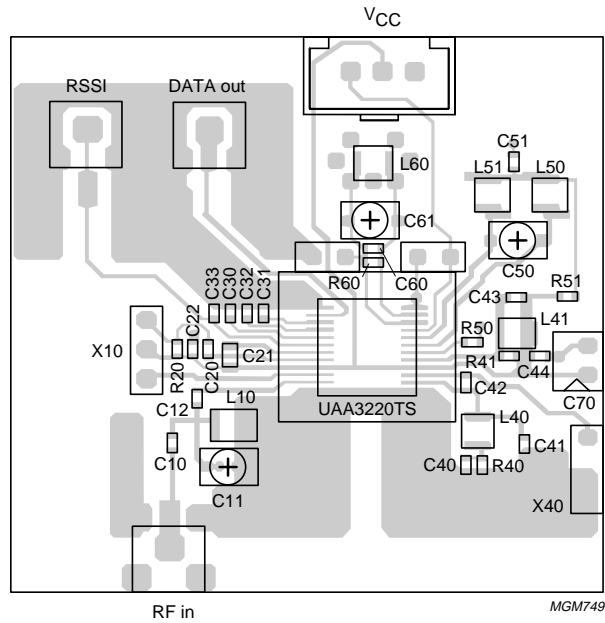 VCC
RSSI
DATA out
C51
L60
L51
L50
C61
C50
R60
C60
C33
C30
C32
C31
C43
R51
C22
L41
R50
X10
C21
R20
C20
R41
C44
C42
C70
UAA3220TS
C12
L10
L40
C10
C41
C40
R40
X40
C11
RF in
MGM749